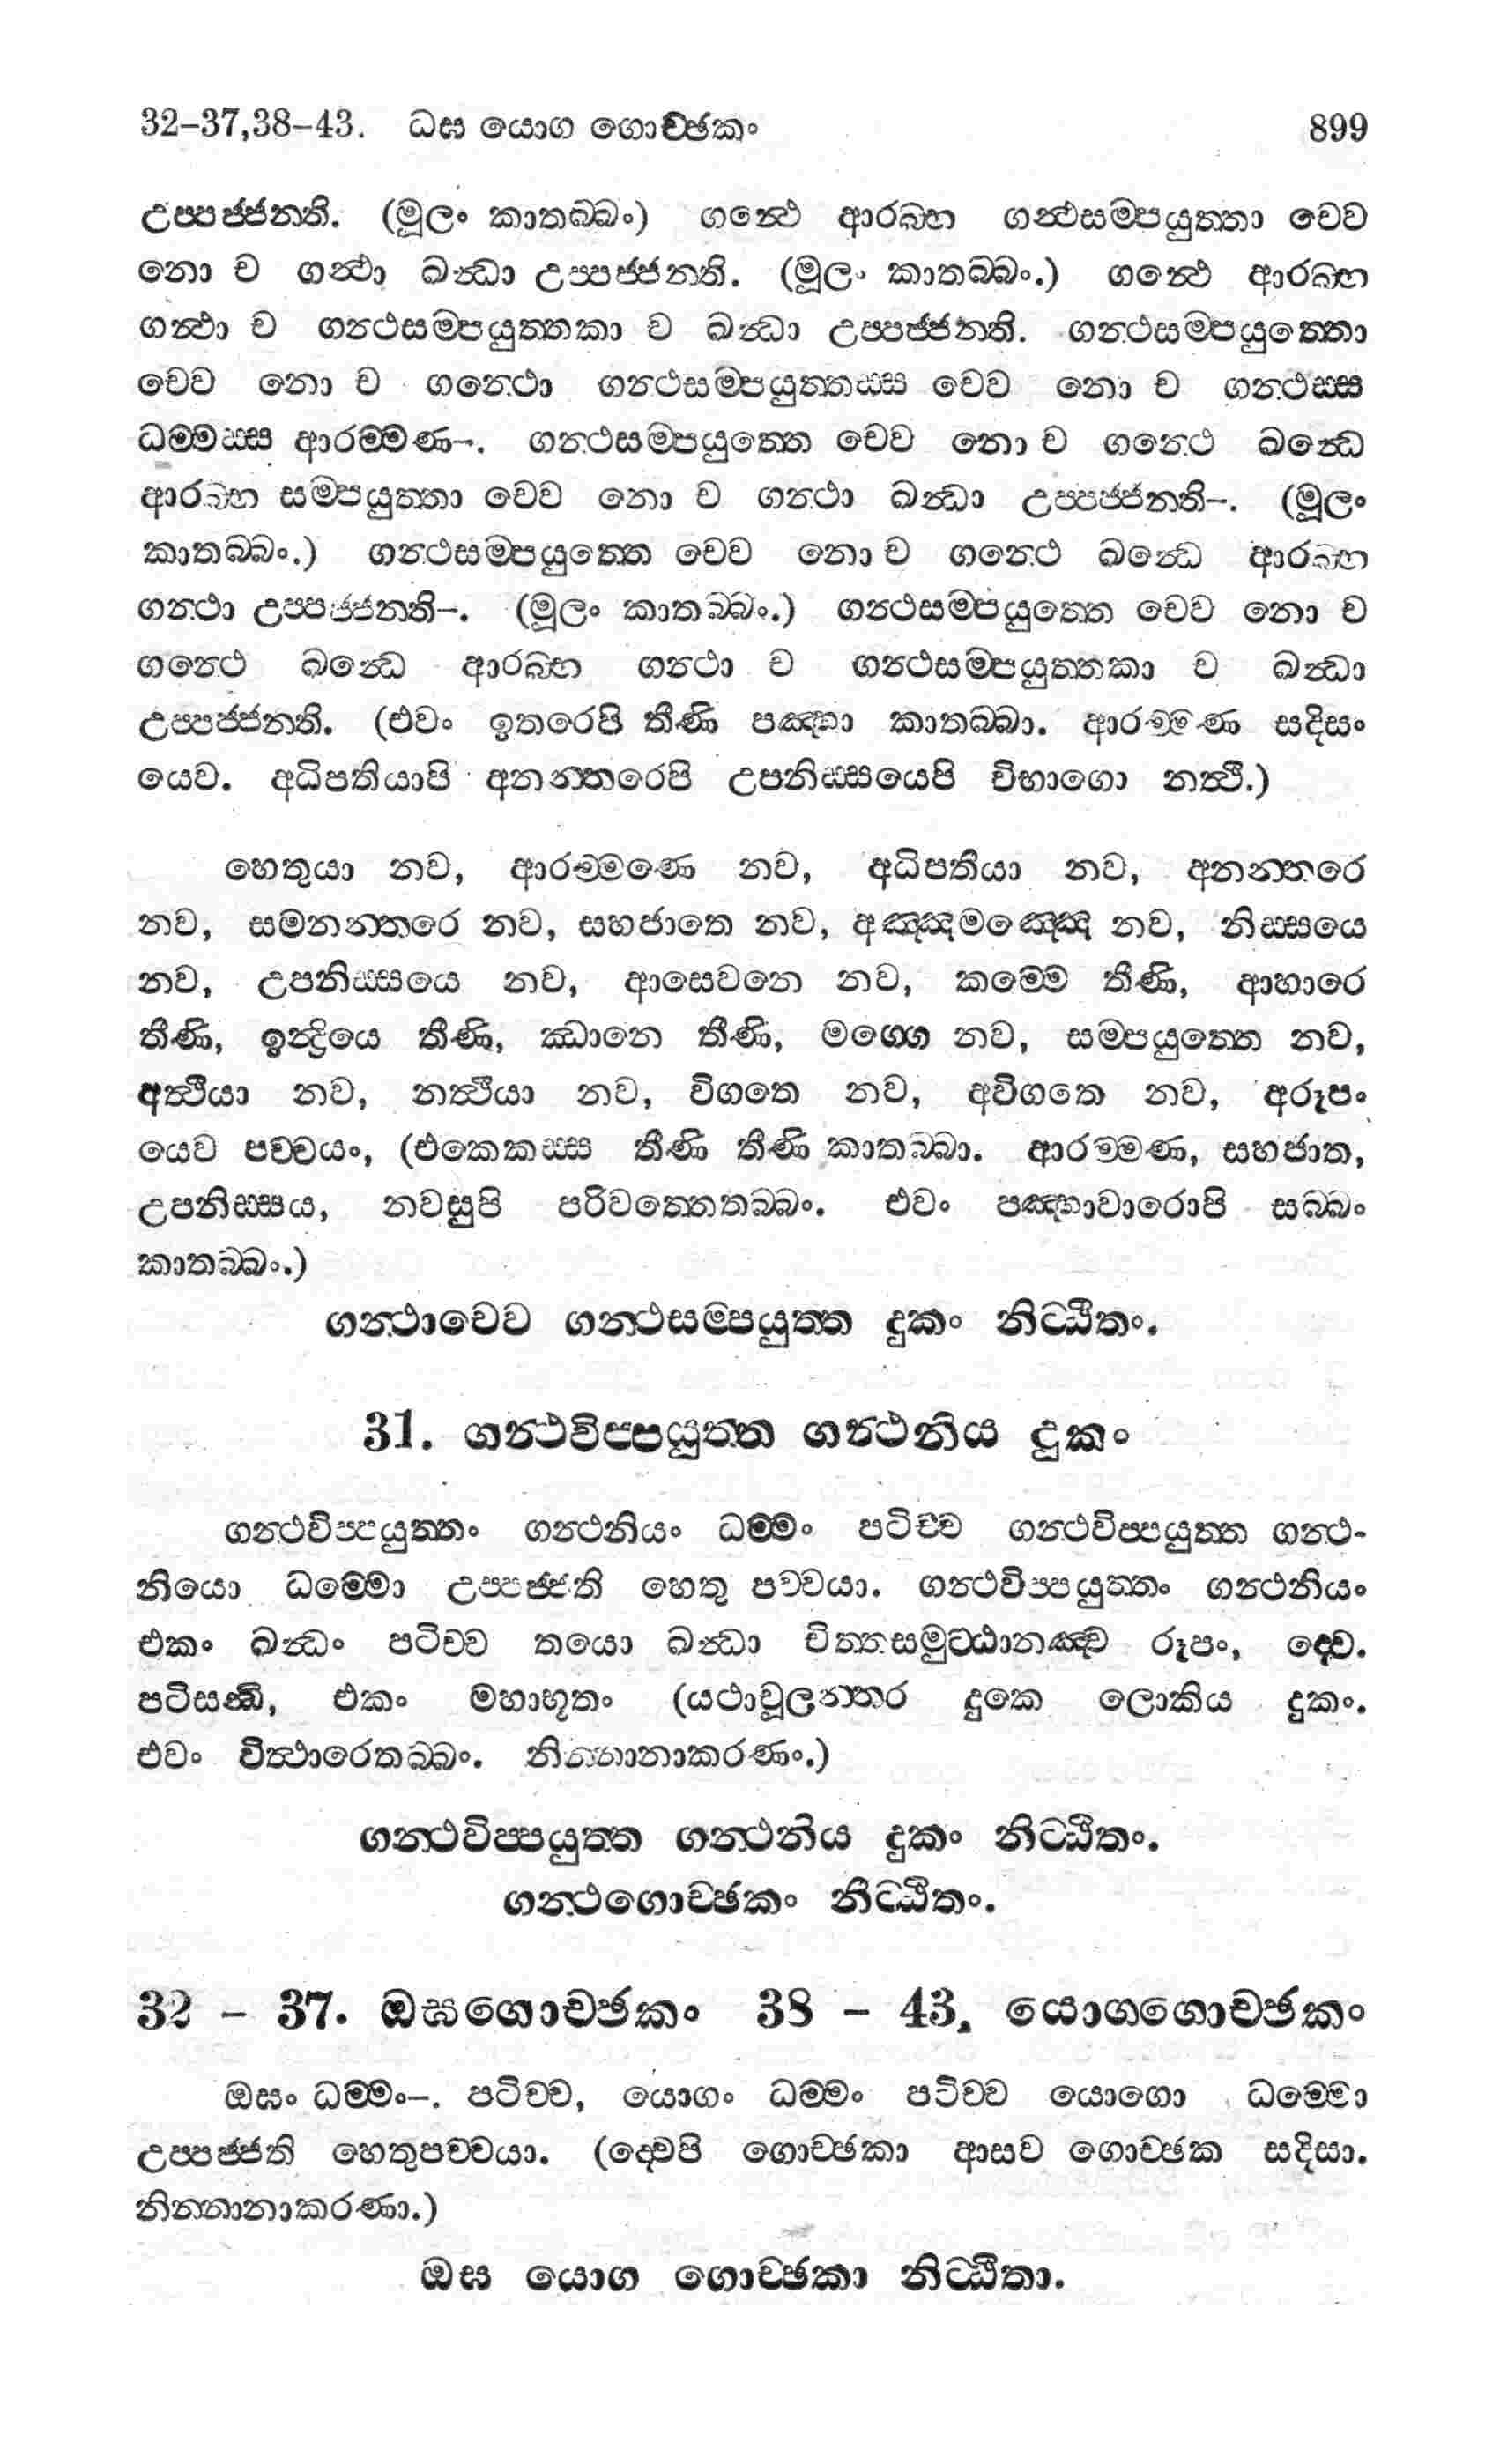 32-37,38-43. ධඝ යොග ගොච්ඡකං 899
උප්පජ්ජන්ති. (මූලං කාතබ්බං) ගන්ථෙ ආරබ්භ ගන්ථසම්පයුත්තා චෙව
නො ච ගන්ථා ඛන්ධා උප්පජ්ජන්ති. (මූලං කාතබ්බං.) ගන්ථෙ ආරබ්භ
ගන්ථා ච ගන්ථසම්පයුත්තකා ච ඛන්ධා උප්පජ්ජන්ති. ගන්ථසම්පයුත්තො
චෙව නො ච ගන්ථො ගන්ථසම්පයුත්තස්ස චෙව නො ච ගන්ථස්ස
ධම්මස්ස ආරම්මණ-. ගන්ථසම්පයුත්තෙ චෙව නො ච ගන්ථෙ ඛන්ධෙ
ආරබ්භ සම්පයුත්තා චෙව නො ච ගන්ථා ඛන්ධා උප්පජ්ජන්ති-. (මූලං
කාතබ්බං.) ගන්ථසම්පයුත්තෙ චෙව නො ච ගන්ථෙ ඛන්ධෙ ආරබ්භ
ගන්ථා උප්පජ්ජන්ති-. (මූලං කාතබ්බං.) ගන්ථසම්පයුත්තෙ චෙව නො ච
ගන්ථෙ ඛන්ධෙ ආරබ්භ ගන්ථා ච ගන්ථසම්පයුත්තකා ච ඛන්ධා
උප්පජ්ජන්ති. (එවං ඉතරෙපි තීණි පඤ්හා කාතබ්බා. ආරම්මණ සදිසං
යෙව. අධිපතියාපි අනන්තරෙපි උපනිස්සයෙපි විභාගො නත්ථි.)
හෙතුයා නව, ආරම්මණෙ නව, අධිපතියා නව, අනන්තරෙ
නව, සමනන්තරෙ නව, සහජාතෙ නව, අඤ්ඤමඤ්ඤෙ නව, නිස්සයෙ
නව, උපනිස්සයෙ නව, ආසෙවනෙ නව, කම්මෙ තීණි, ආහාරෙ
තීණි, ඉන්ද්‍රියෙ තීණි, ඣානෙ තීණි, මග්ගෙ නව, සම්පයුත්තෙ නව,
අත්ථියා නව, නත්ථියා නව, විගතෙ නව, අවිගතෙ නව, අරූපං
යෙව පච්චයං, (එකෙකස්ස තීණි තීණි කාතබ්බා. ආරම්මණ, සහජාත,
උපනිස්සය, නවසුපි පරිවත්තෙතබ්බං. එවං පඤ්හාවාරොපි සබ්බං
කාතබ්බං.)
ගන්ථාචෙව ගන්ථසම්පයුත්ත දුකං නිට්ඨිතං.
31. ගන්ථවිප්පයුත්ත ගන්ථනිය දුකං
ගන්ථවිප්පයුත්තං ගන්ථනියං ධම්මං පටිච්ච ගන්ථවිප්පයුත්ත ගන්ථ-
නියො ධම්මො උප්පජ්ජති හෙතු පච්චයා. ගන්ථවිප්පයුත්තං ගන්ථනියං
එකං ඛන්ධං පටිච්ච තයො ඛන්ධා චිත්තසමුට්ඨානඤ්ච රූපං, ද්වෙ.
පටිසන්ධි, එකං මහාභූතං (යථාචූලන්තර දුකෙ ලොකිය දුකං.
එවං විත්ථාරෙතබ්බං. නින්නානාකරණං.)
ගන්ථවිප්පයුත්ත ගන්ථනිය දුකං නිට්ඨිතං.
ගන්ථගොච්ඡකං නිට්ඨිතං.
32 - 37. ඔඝගොච්ඡකං 38 - 43. යොගගොච්ඡකං
ඔඝං ධම්මං-. පටිච්ච, යොගං ධම්මං පටිච්ච යොගො ධම්මො
උප්පජ්ජති හෙතුපච්චයා. (ද්වෙපි ගොච්ඡකා ආසව ගොච්ඡක සදිසා.
නින්නානාකරණා.)
ඔඝ යොග ගොච්ඡකා නිට්ඨිතා.